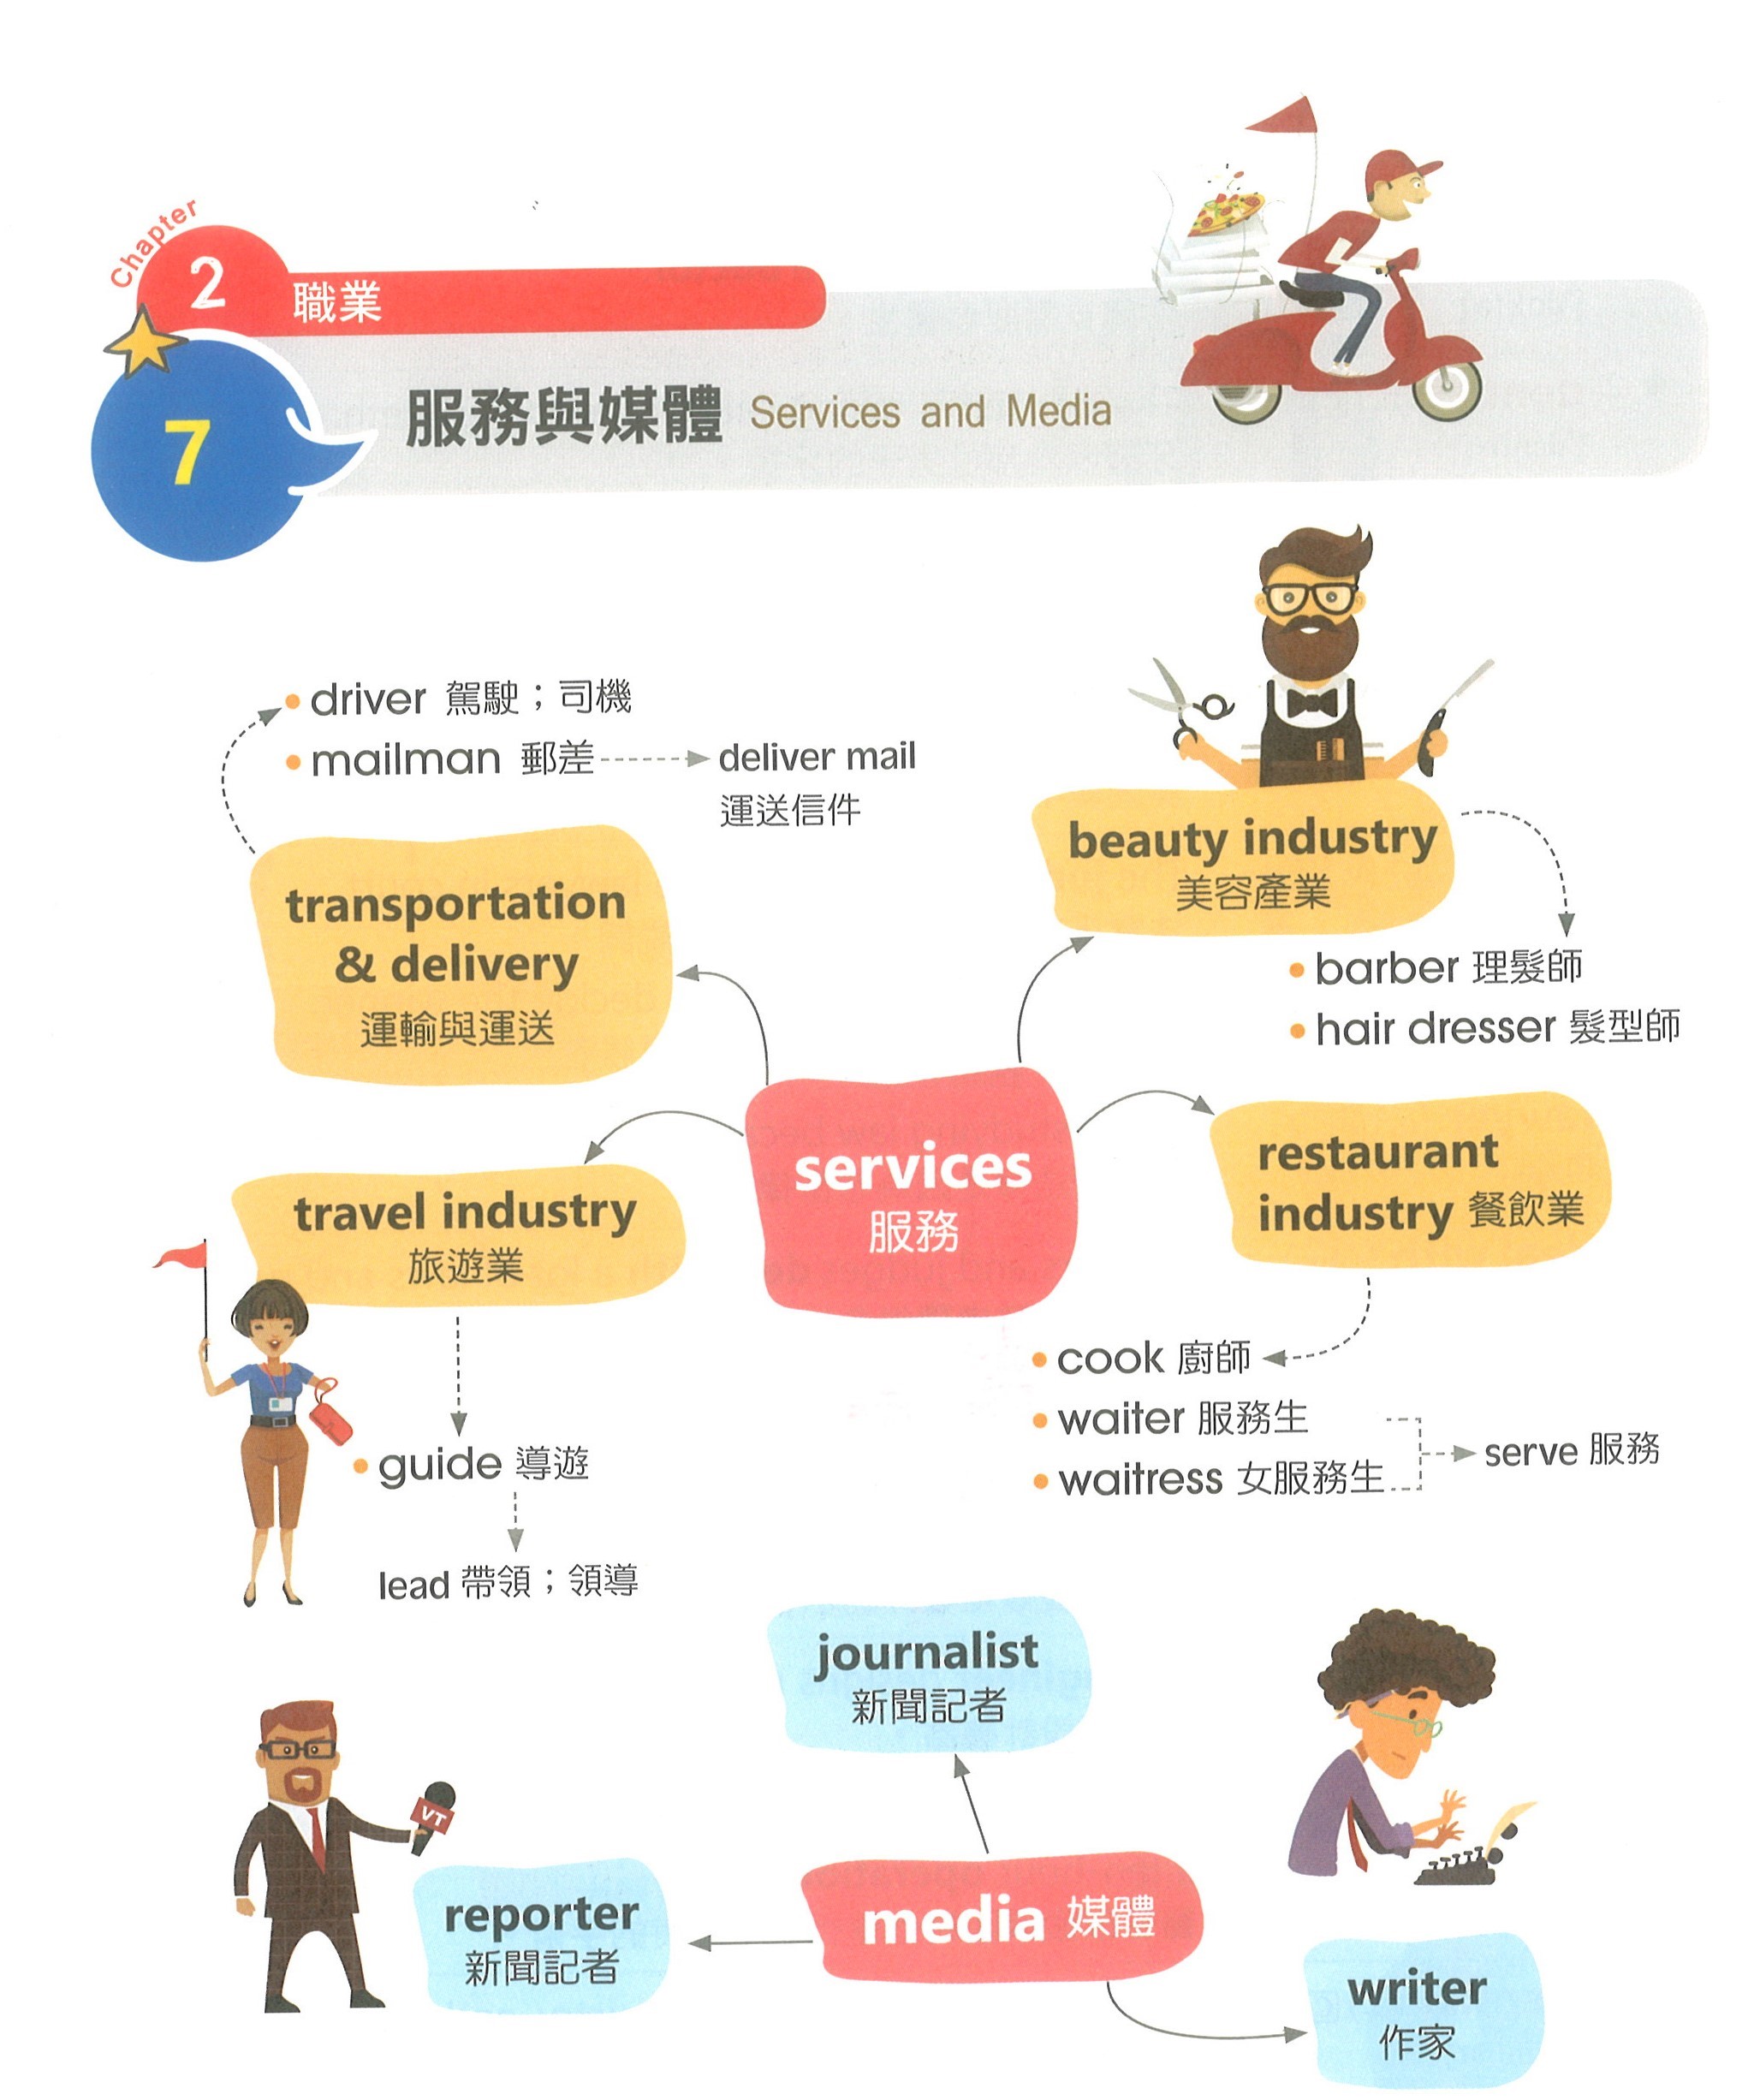 Chapter
2 職業
7 服務與媒體 Services and Media
driver 駕駛；司機
mailman 郵差
deliver mail
運送信件
transportation
& delivery
運輸與運送
beauty industry
美容產業
barber 理髮師
hair dresser 髮型師
services
服務
travel industry
旅遊業
guide 導遊
lead 帶領；領導
restaurant
industry 餐飲業
cook 廚師
waiter 服務生
waitress 女服務生
serve 服務
journalist
新聞記者
VT
reporter
新聞記者
media 媒體
writer
作家